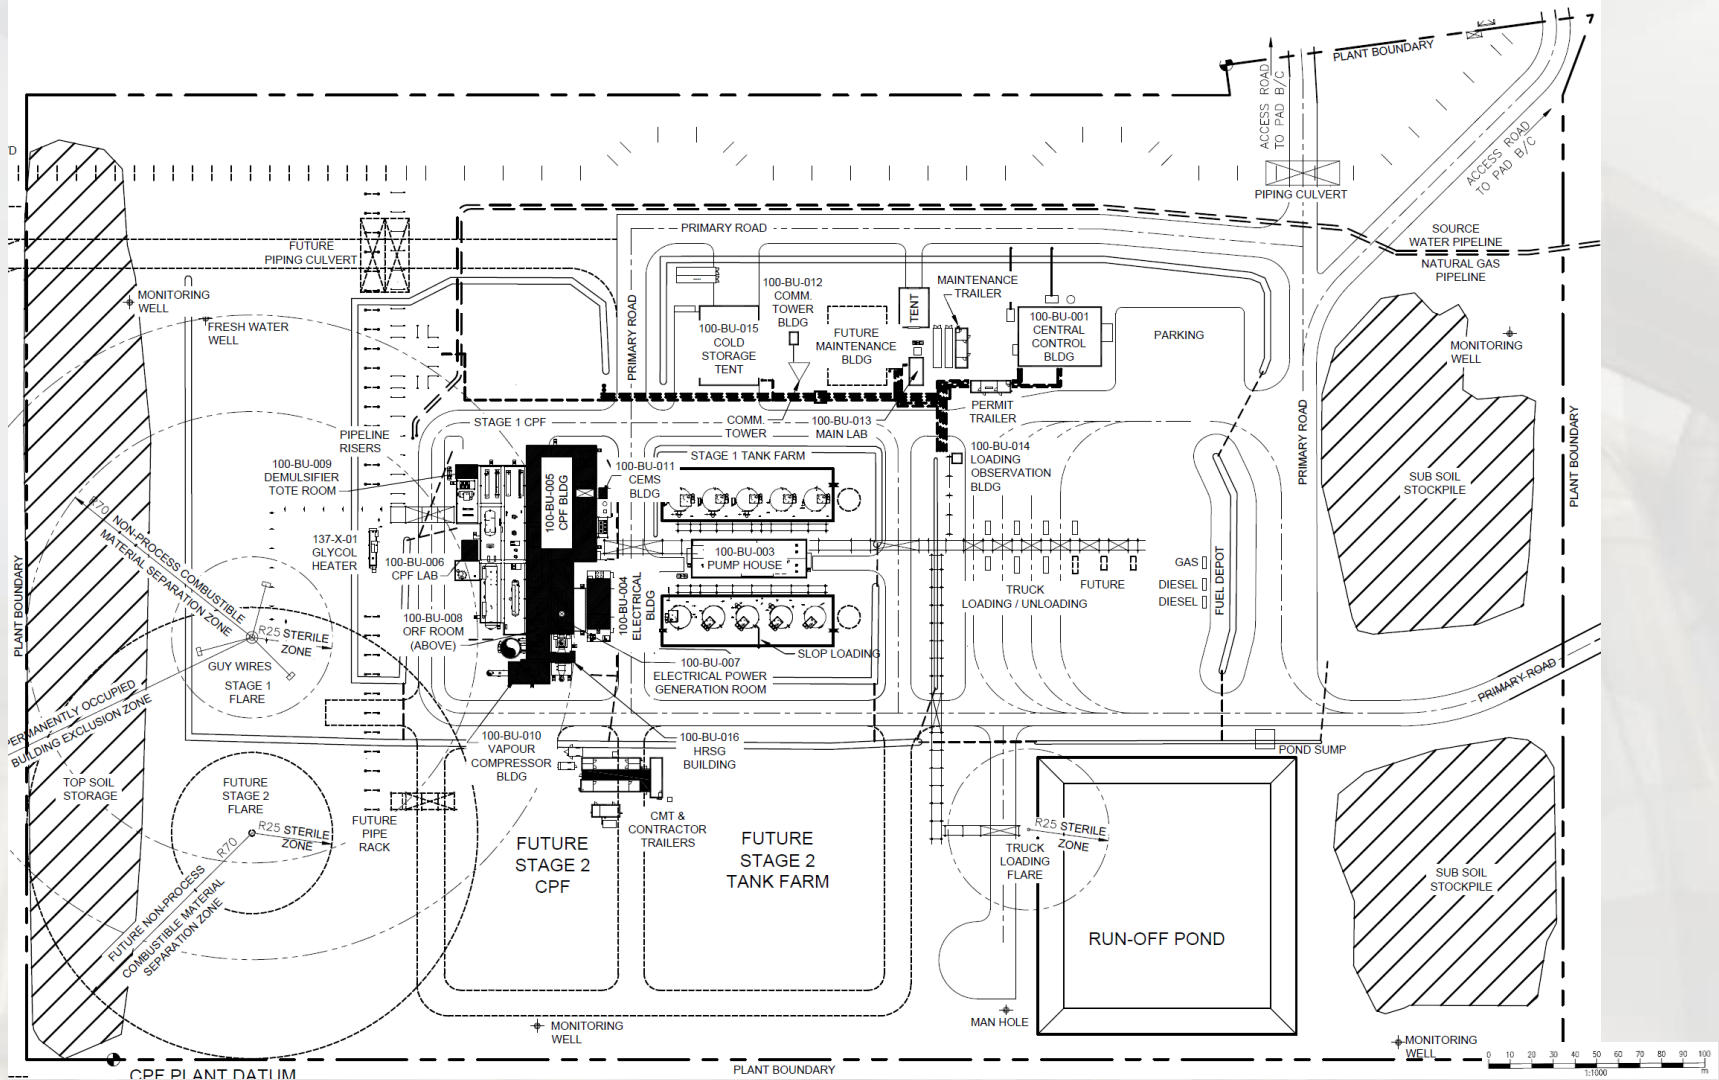 PLANT BOUNDARY
ACCESS ROAD
TO PAD B/C
ACCESS ROAD
TO PAD B/C
PIPING CULVERT
PRIMARY ROAD
SOURCE
WATER PIPELINE
NATURAL GAS
PIPELINE
FUTURE
PIPING CULVERT
MONITORING
WELL
FRESH WATER
WELL
PRIMARY ROAD
100-BU-015
COLD
STORAGE
TENT
100-BU-012
COMM.
TOWER
BLDG
FUTURE
MAINTENANCE
BLDG
TENT
MAINTENANCE
TRAILER
100-BU-001
CENTRAL
CONTROL
BLDG
PARKING
MONITORING
WELL
PRIMARY ROAD
PLANT BOUNDARY
STAGE 1 CPF
COMM.
TOWER
100-BU-013
MAIN LAB
PERMIT
TRAILER
PIPELINE
RISERS
100-BU-009
DEMULSIFIER
TOTE ROOM
100-BU-005
CPF BLDG
100-BU-011
CEMS
BLDG
STAGE 1 TANK FARM
100-BU-014
LOADING
OBSERVATION
BLDG
SUB SOIL
STOCKPILE
R70
NON-PROCESS COMBUSTIBLE
MATERIAL SEPARATION ZONE
137-X-01
GLYCOL
HEATER
100-BU-006
CPF LAB
100-BU-003
PUMP HOUSE
100-BU-004
ELECTRICAL
BLDG
TRUCK
LOADING / UNLOADING
FUTURE
GAS
DIESEL
DIESEL
FUEL DEPOT
PLANT BOUNDARY
100-BU-008
ORF ROOM
(ABOVE)
R25 STERILE
ZONE
GUY WIRES
STAGE 1
FLARE
SLOP LOADING
100-BU-007
ELECTRICAL POWER
GENERATION ROOM
PRIMARY ROAD
PERMANENTLY OCCUPIED
BUILDING EXCLUSION ZONE
100-BU-010
VAPOUR
COMPRESSOR
BLDG
100-BU-016
HRSG
BUILDING
POND SUMP
TOP SOIL
STORAGE
FUTURE
STAGE 2
FLARE
R25 STERILE
ZONE
R70
FUTURE NON-PROCESS
COMBUSTIBLE MATERIAL
SEPARATION ZONE
FUTURE
PIPE
RACK
CMT &
CONTRACTOR
TRAILERS
FUTURE
STAGE 2
CPF
FUTURE
STAGE 2
TANK FARM
R25 STERILE
ZONE
TRUCK
LOADING
FLARE
SUB SOIL
STOCKPILE
RUN-OFF POND
MAN HOLE
MONITORING
WELL
MONITORING
WELL
PLANT BOUNDARY
CPF PLANT DATUM
0 10 20 30 40 50 60 70 80 90 100
1:1000
m